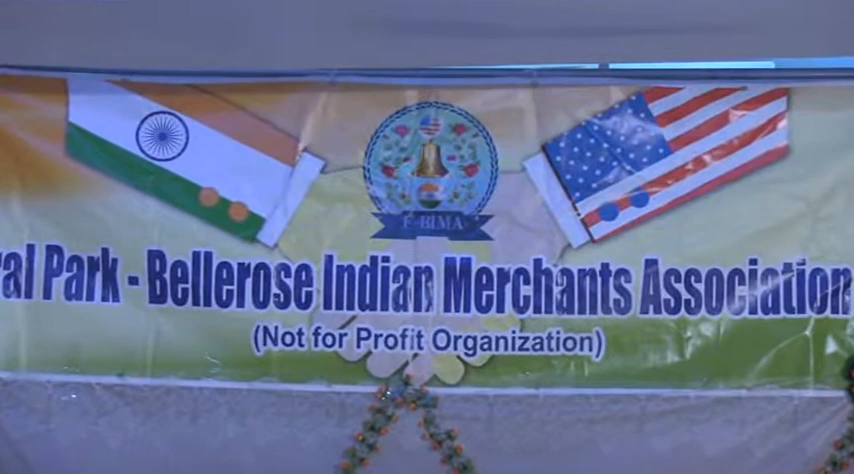 F-BIMA
ral Park - Bellerose Indian Merchants Association
(Not for Profit Organization)